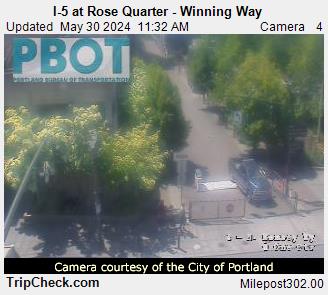 I-5 at Rose Quarter - Winning Way
Updated May 30 2024 11:32 AM Camera 4
PBOT
PORTLAND BUREAU OF TRANSPORTATION
Camera courtesy of the City of Portland
TripCheck.com Milepost302.00